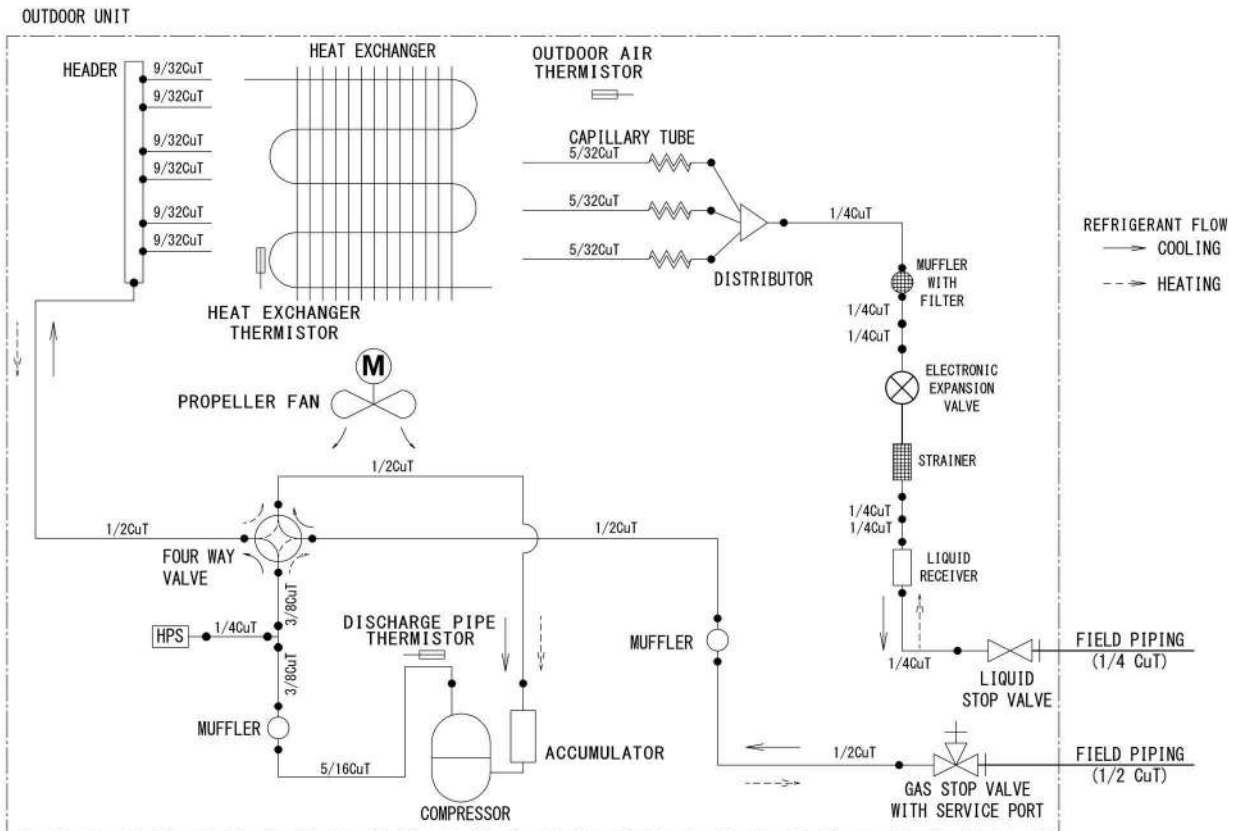 OUTDOOR UNIT
HEADER
9/32CuT
9/32CuT
9/32CuT
9/32CuT
9/32CuT
9/32CuT
HEAT EXCHANGER
HEAT EXCHANGER
THERMISTOR
OUTDOOR AIR
THERMISTOR
CAPILLARY TUBE
5/32CuT
5/32CuT
5/32CuT
DISTRIBUTOR
1/4CuT
MUFFLER
WITH
FILTER
1/4CuT
1/4CuT
ELECTRONIC
EXPANSION
VALVE
STRAINER
1/4CuT
1/4CuT
LIQUID
RECEIVER
1/4CuT
LIQUID
STOP VALVE
FIELD PIPING
(1/4 CuT)
REFRIGERANT FLOW
COOLING
HEATING
M
PROPELLER FAN
1/2CuT
1/2CuT
1/2CuT
FOUR WAY
VALVE
3/8CuT
HPS
1/4CuT
3/8CuT
MUFFLER
5/16CuT
DISCHARGE PIPE
THERMISTOR
COMPRESSOR
ACCUMULATOR
MUFFLER
1/2CuT
GAS STOP VALVE
WITH SERVICE PORT
FIELD PIPING
(1/2 CuT)